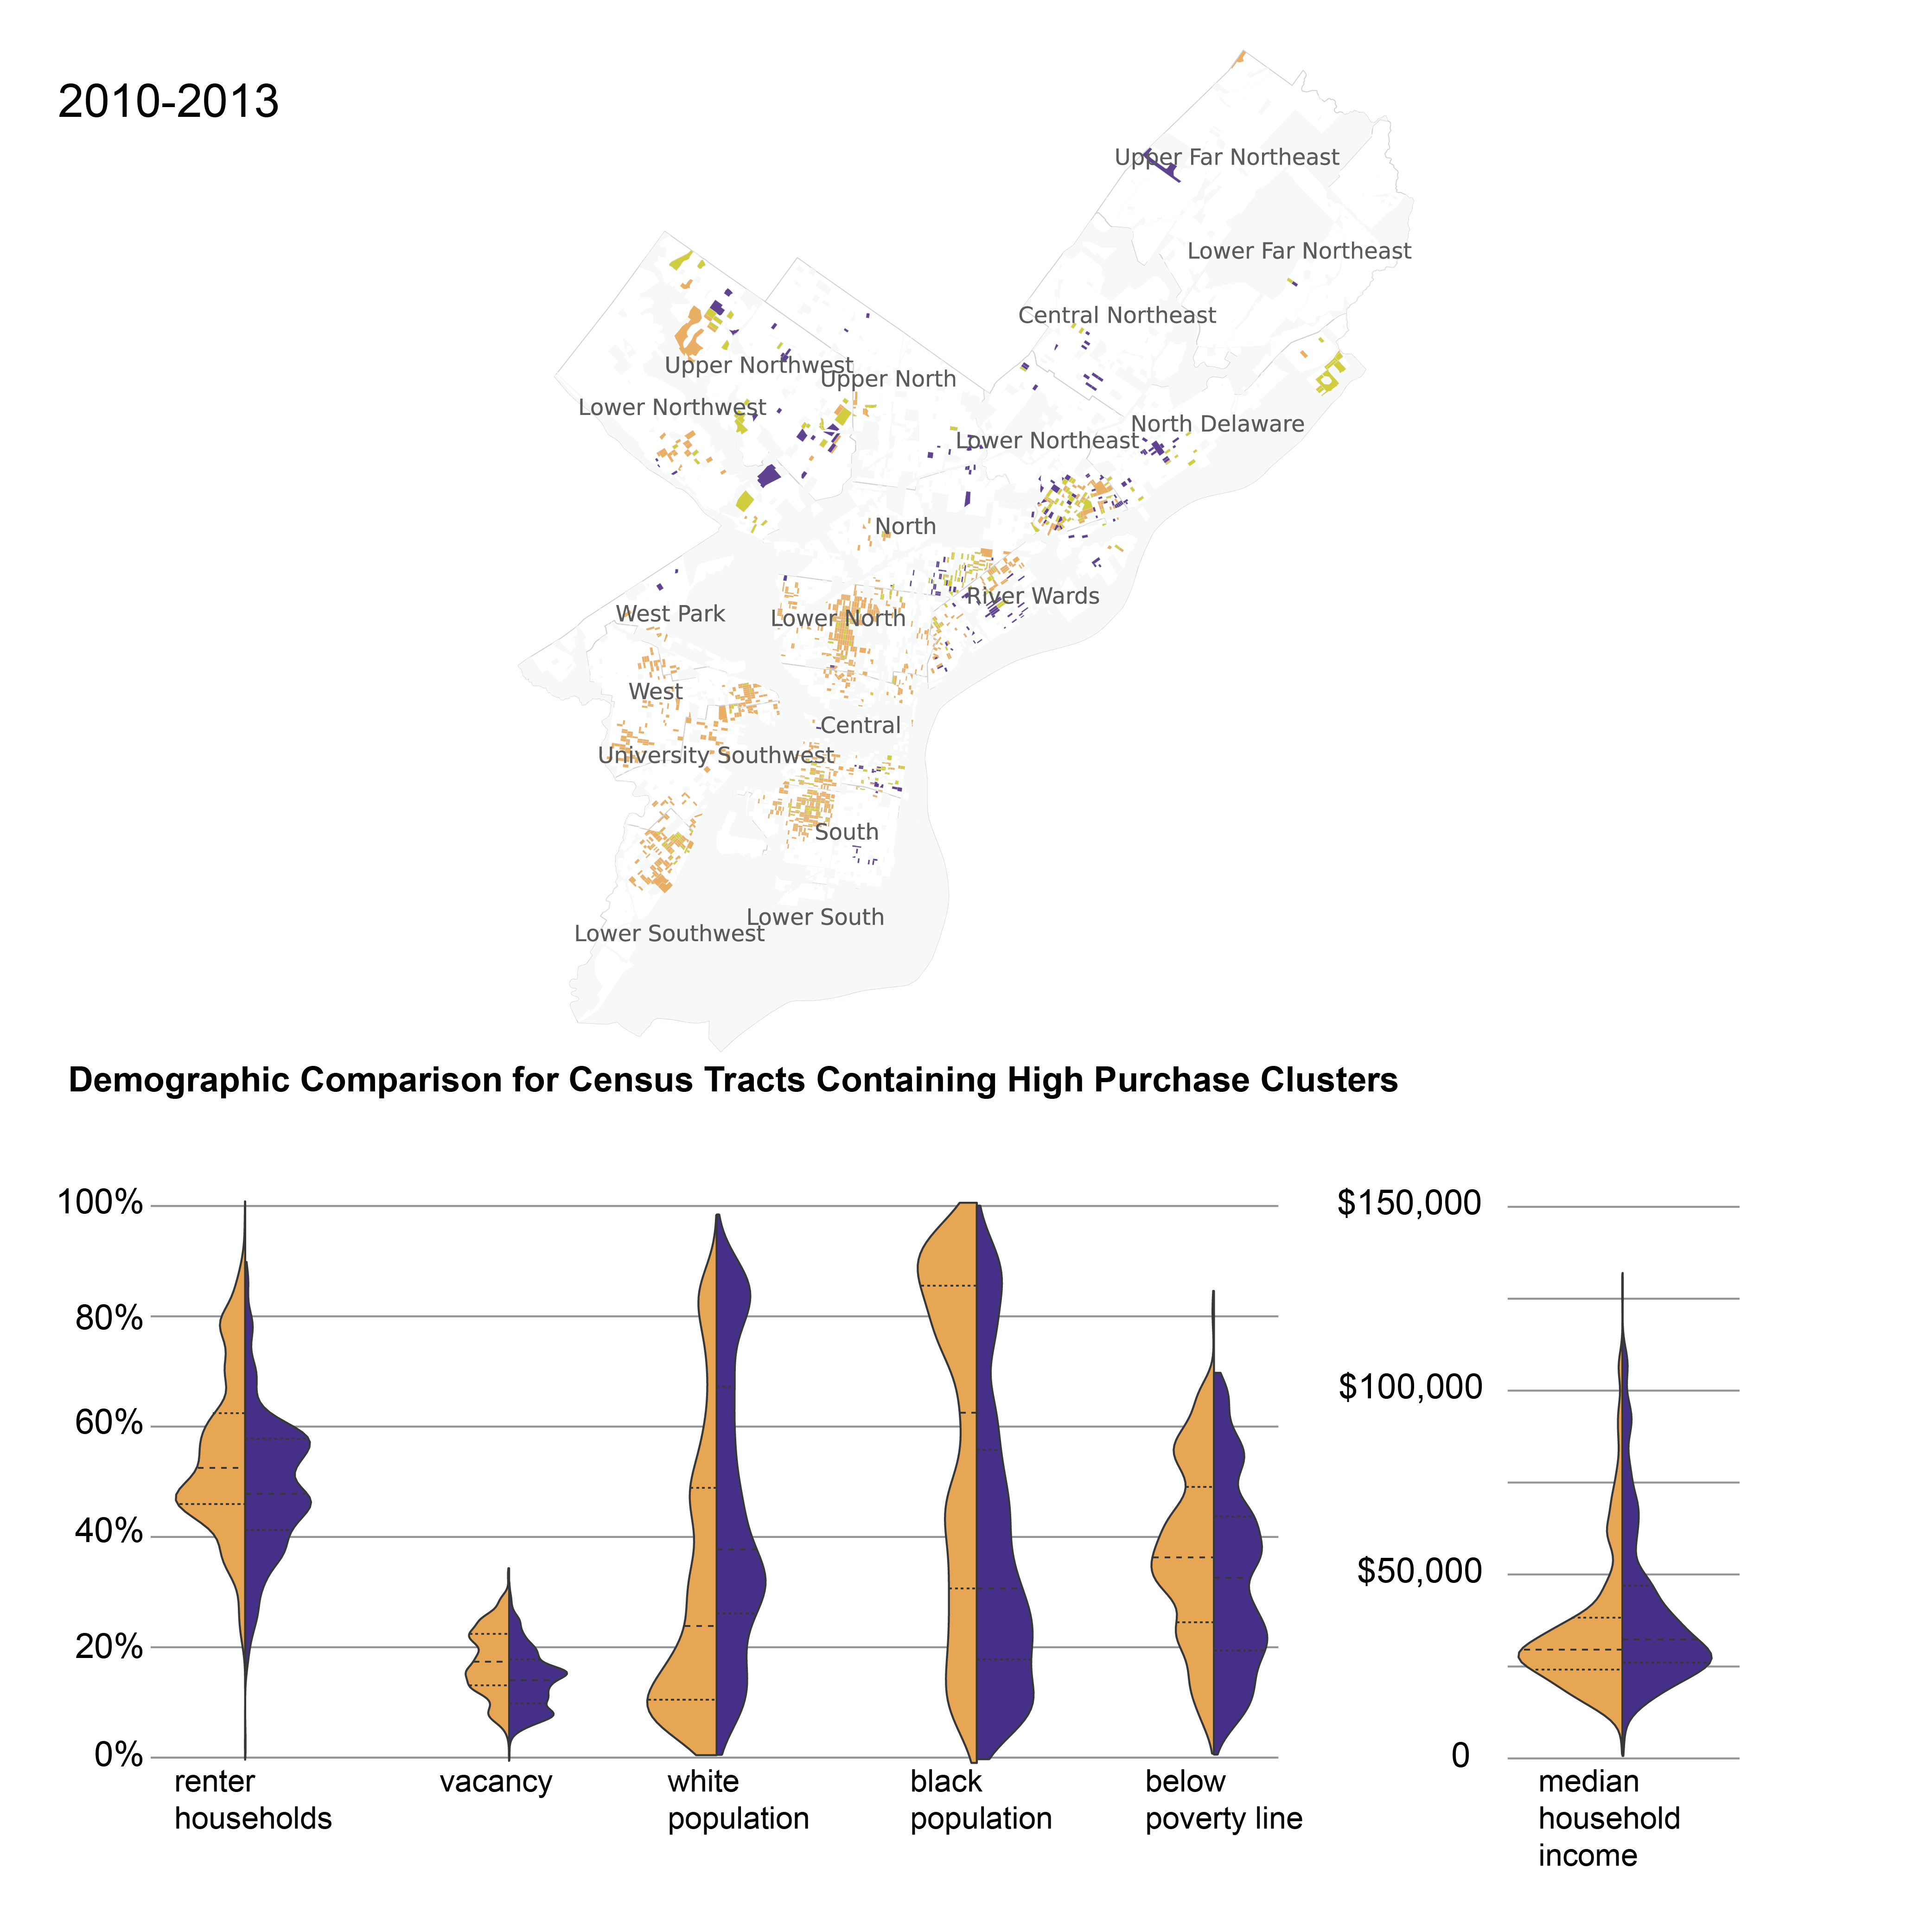 2010-2013
Upper Far Northeast
Lower Far Northeast
Central Northeast
Upper Northwest
Upper North
Lower Northwest
North Delaware
Lower Northeast
North
River Wards
West Park
Lower North
West
Central
University Southwest
South
Lower South
Lower Southwest
Demographic Comparison for Census Tracts Containing High Purchase Clusters
100%
80%
60%
40%
20%
0%
$150,000
$100,000
$50,000
0
renter
households
vacancy
white
population
black
population
below
poverty line
median
household
income